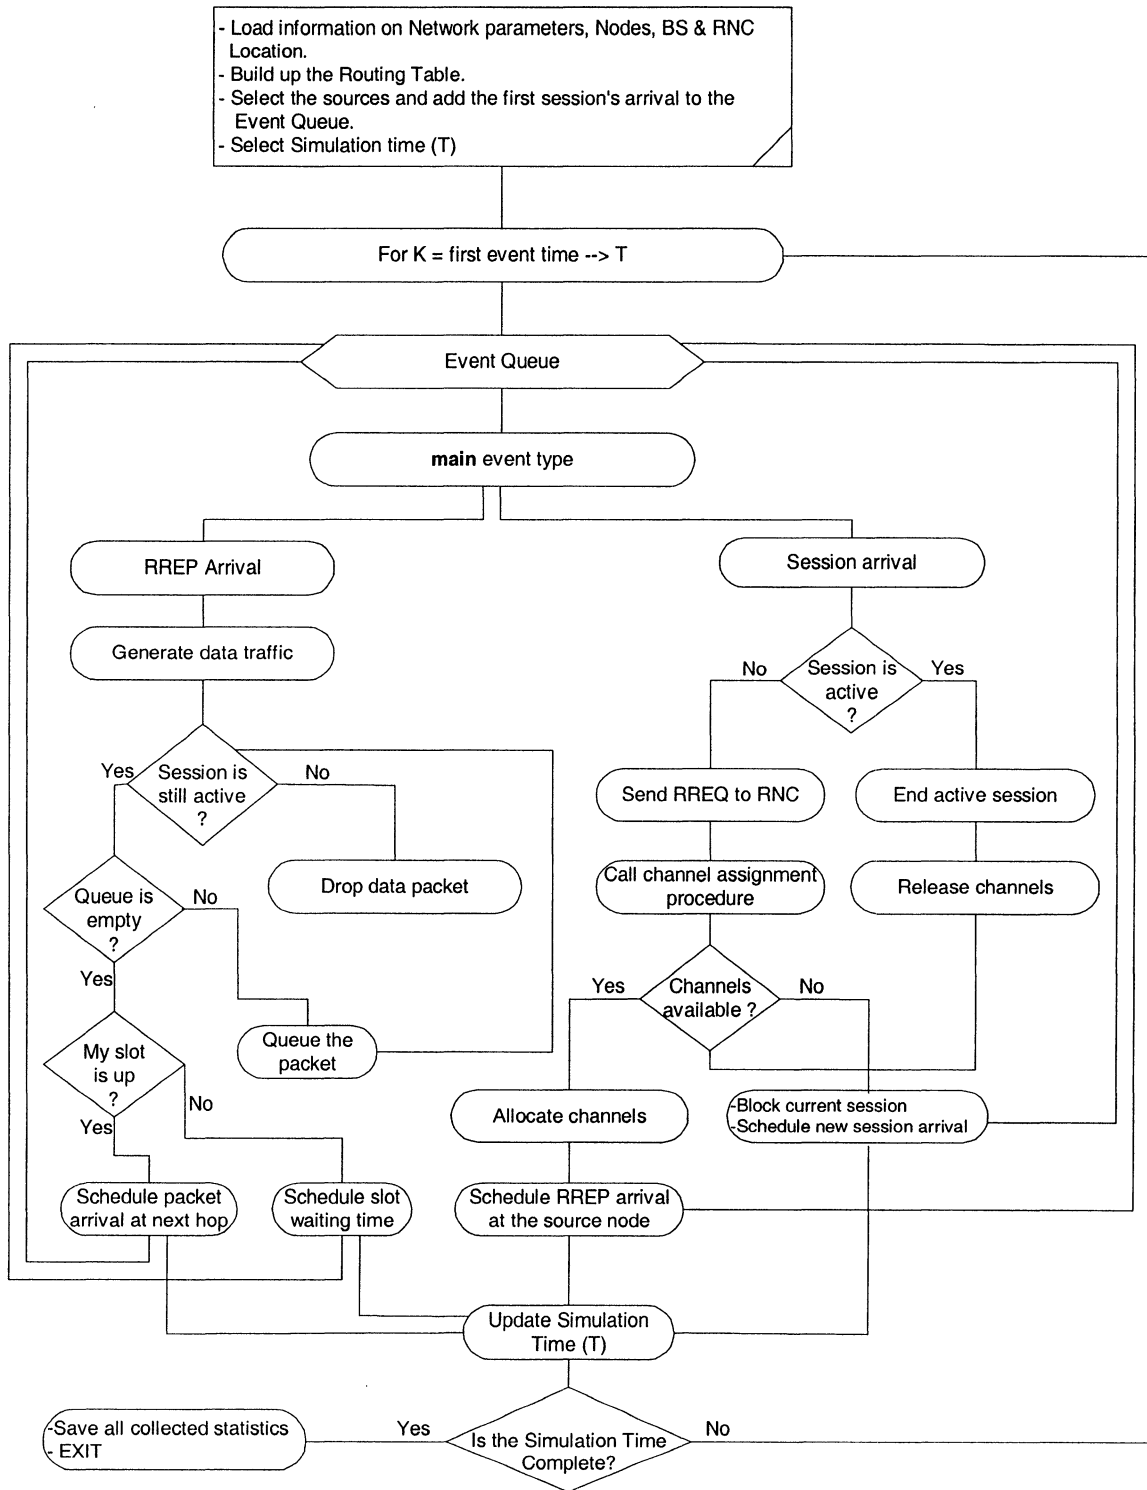 - Load information on Network parameters, Nodes, BS & RNC
Location.
- Build up the Routing Table.
- Select the sources and add the first session's arrival to the
Event Queue.
- Select Simulation time (T)
For K = first event time --> T
Event Queue
main event type
RREP Arrival
Session arrival
Generate data traffic
No
Session is
active
?
Yes
Yes
Session is
still active
?
No
Send RREQ to RNC
End active session
Drop data packet
Call channel assignment
procedure
Release channels
Queue is
empty
?
No
Yes
Yes
Channels
available ?
No
Queue the
packet
My slot
is up
?
No
Yes
Allocate channels
-Block current session
-Schedule new session arrival
Schedule packet
arrival at next hop
Schedule slot
waiting time
Schedule RREP arrival
at the source node
Update Simulation
Time (T)
-Save all collected statistics
- EXIT
Yes
Is the Simulation Time
Complete?
No